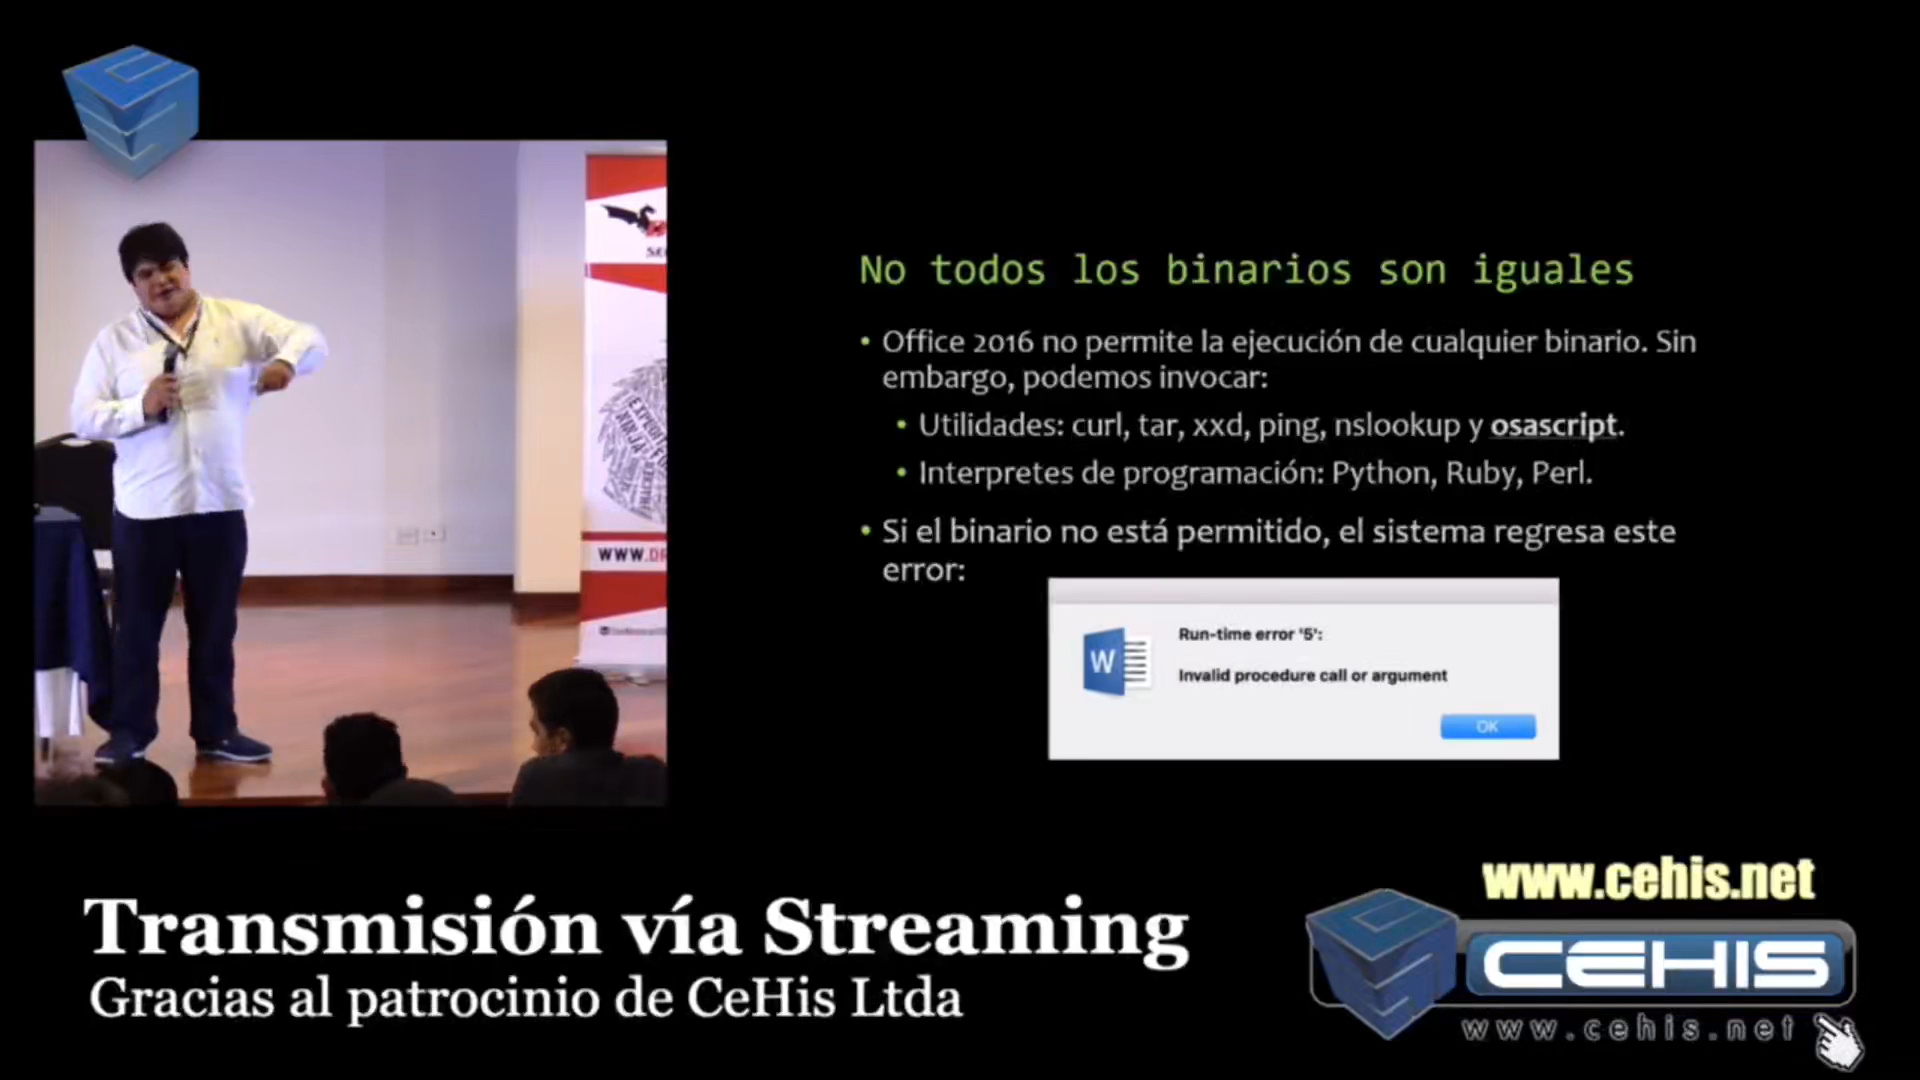 No todos los binarios son iguales
• Office 2016 no permite la ejecución de cualquier binario. Sin
embargo, podemos invocar:
• Utilidades: curl, tar, xxd, ping, nslookup y osascript.
• Interpretes de programación: Python, Ruby, Perl.
• Si el binario no está permitido, el sistema regresa este
error:
W
Run-time error '5':
Invalid procedure call or argument
OK
WWW.DR
Transmisión vía Streaming
Gracias al patrocinio de CeHis Ltda
www.cehis.net
CEHIS
www.cehis.net